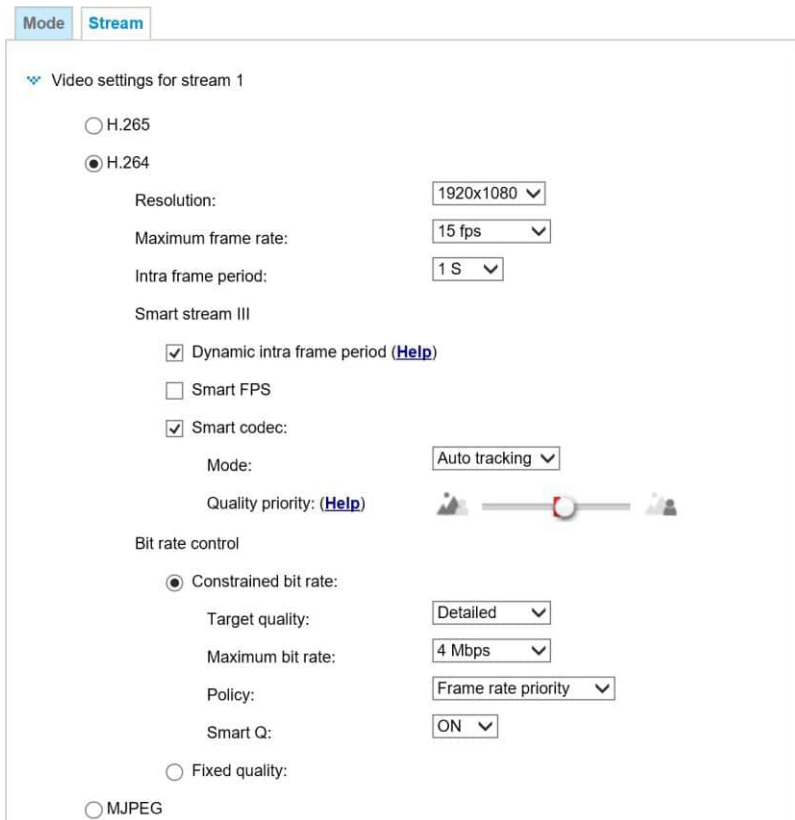 Mode Stream
Video settings for stream 1
H.265
H.264
Resolution: 1920x1080
Maximum frame rate: 15 fps
Intra frame period: 1 S
Smart stream III
Dynamic intra frame period (Help)
Smart FPS
Smart codec:
Mode: Auto tracking
Quality priority: (Help)
Bit rate control
Constrained bit rate:
Target quality: Detailed
Maximum bit rate: 4 Mbps
Policy: Frame rate priority
Smart Q: ON
Fixed quality:
MJPEG